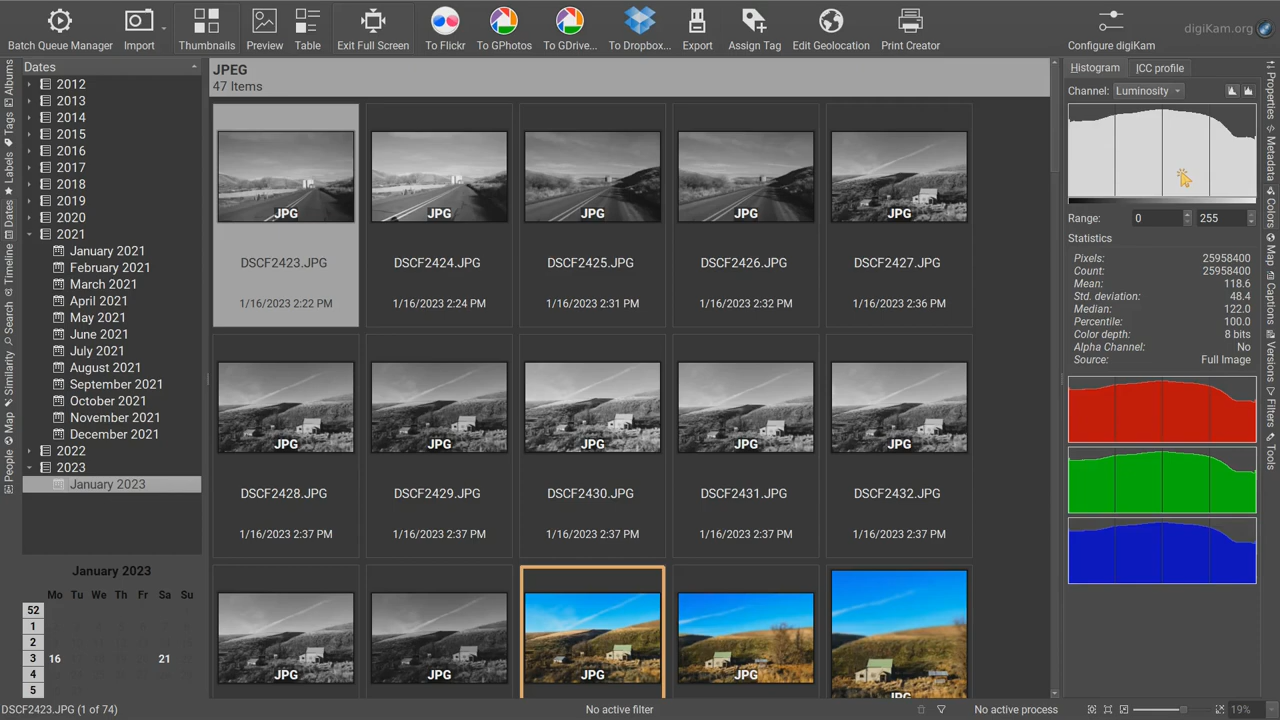 Batch Queue Manager
Import
Thumbnails
Preview
Table
Exit Full Screen
To Flickr
To GPhotos
To GDrive...
To Dropbox...
Export
Assign Tag
Edit Geolocation
Print Creator
Configure digiKam
digiKam.org
Albums
Tags
Labels
Dates
Timeline
Search
Similarity
Map
People
Dates
2012
2013
2014
2015
2016
2017
2018
2019
2020
2021
January 2021
February 2021
March 2021
April 2021
May 2021
June 2021
July 2021
August 2021
September 2021
October 2021
November 2021
December 2021
2022
2023
January 2023
January 2023
Mo Tu We Th Fr Sa Su
52
1
2
3 16 21
4
5
JPEG
47 Items
JPG JPG JPG JPG JPG
DSCF2423.JPG DSCF2424.JPG DSCF2425.JPG DSCF2426.JPG DSCF2427.JPG
1/16/2023 2:22 PM 1/16/2023 2:24 PM 1/16/2023 2:31 PM 1/16/2023 2:32 PM 1/16/2023 2:36 PM
JPG JPG JPG JPG JPG
DSCF2428.JPG DSCF2429.JPG DSCF2430.JPG DSCF2431.JPG DSCF2432.JPG
1/16/2023 2:37 PM 1/16/2023 2:37 PM 1/16/2023 2:37 PM 1/16/2023 2:37 PM 1/16/2023 2:37 PM
JPG JPG JPG JPG JPG
Histogram ICC profile
Channel: Luminosity
Range: 0 255
Statistics
Pixels: 25958400
Count: 25958400
Mean: 118.6
Std. deviation: 48.4
Median: 122.0
Percentile: 100.0
Color depth: 8 bits
Alpha Channel: No
Source: Full Image
Properties
Metadata
Colors
Map
Captions
Versions
Filters
Tools
DSCF2423.JPG (1 of 74)
No active filter
No active process
19%